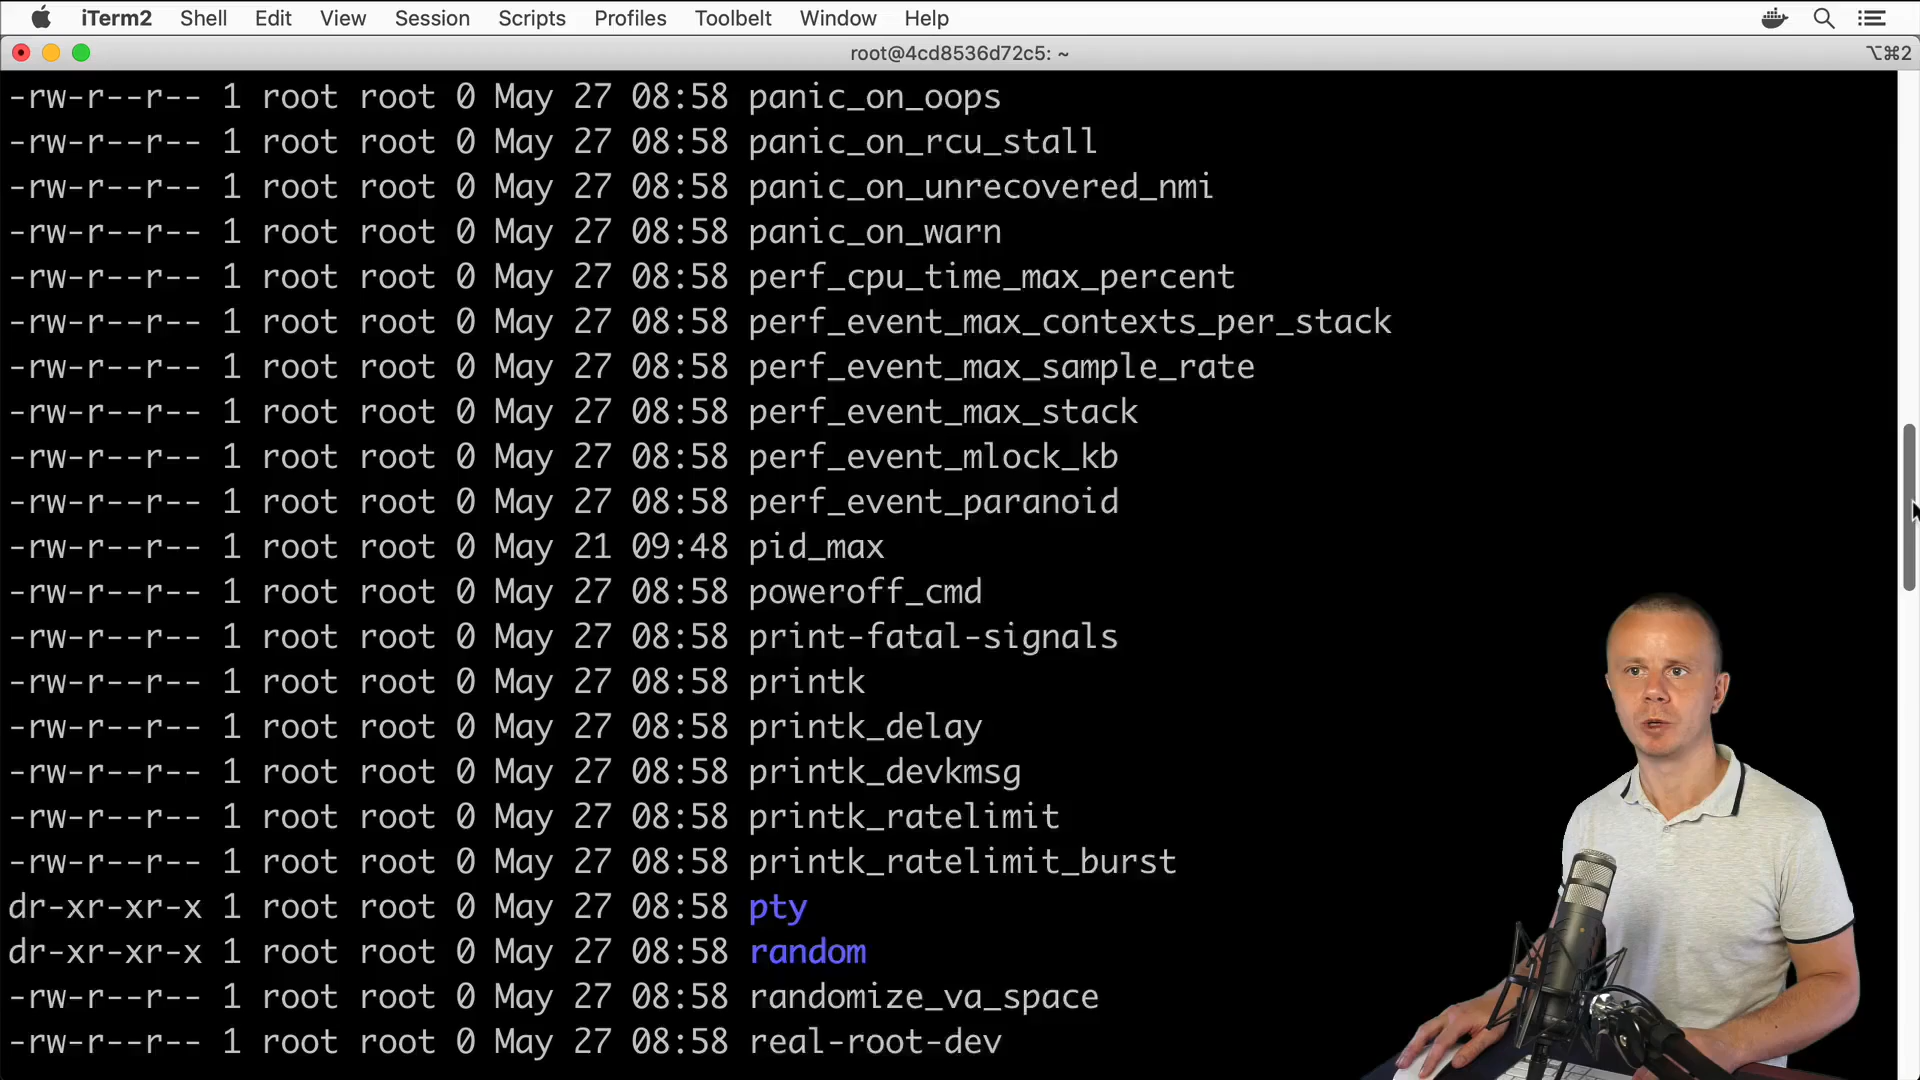 iTerm2 Shell Edit View Session Scripts Profiles Toolbelt Window Help
root@4cd8536d72c5: ~ ⌥⌘2
-rw-r--r-- 1 root root 0 May 27 08:58 panic_on_oops
-rw-r--r-- 1 root root 0 May 27 08:58 panic_on_rcu_stall
-rw-r--r-- 1 root root 0 May 27 08:58 panic_on_unrecovered_nmi
-rw-r--r-- 1 root root 0 May 27 08:58 panic_on_warn
-rw-r--r-- 1 root root 0 May 27 08:58 perf_cpu_time_max_percent
-rw-r--r-- 1 root root 0 May 27 08:58 perf_event_max_contexts_per_stack
-rw-r--r-- 1 root root 0 May 27 08:58 perf_event_max_sample_rate
-rw-r--r-- 1 root root 0 May 27 08:58 perf_event_max_stack
-rw-r--r-- 1 root root 0 May 27 08:58 perf_event_mlock_kb
-rw-r--r-- 1 root root 0 May 27 08:58 perf_event_paranoid
-rw-r--r-- 1 root root 0 May 21 09:48 pid_max
-rw-r--r-- 1 root root 0 May 27 08:58 poweroff_cmd
-rw-r--r-- 1 root root 0 May 27 08:58 print-fatal-signals
-rw-r--r-- 1 root root 0 May 27 08:58 printk
-rw-r--r-- 1 root root 0 May 27 08:58 printk_delay
-rw-r--r-- 1 root root 0 May 27 08:58 printk_devkmsg
-rw-r--r-- 1 root root 0 May 27 08:58 printk_ratelimit
-rw-r--r-- 1 root root 0 May 27 08:58 printk_ratelimit_burst
dr-xr-xr-x 1 root root 0 May 27 08:58 pty
dr-xr-xr-x 1 root root 0 May 27 08:58 random
-rw-r--r-- 1 root root 0 May 27 08:58 randomize_va_space
-rw-r--r-- 1 root root 0 May 27 08:58 real-root-dev